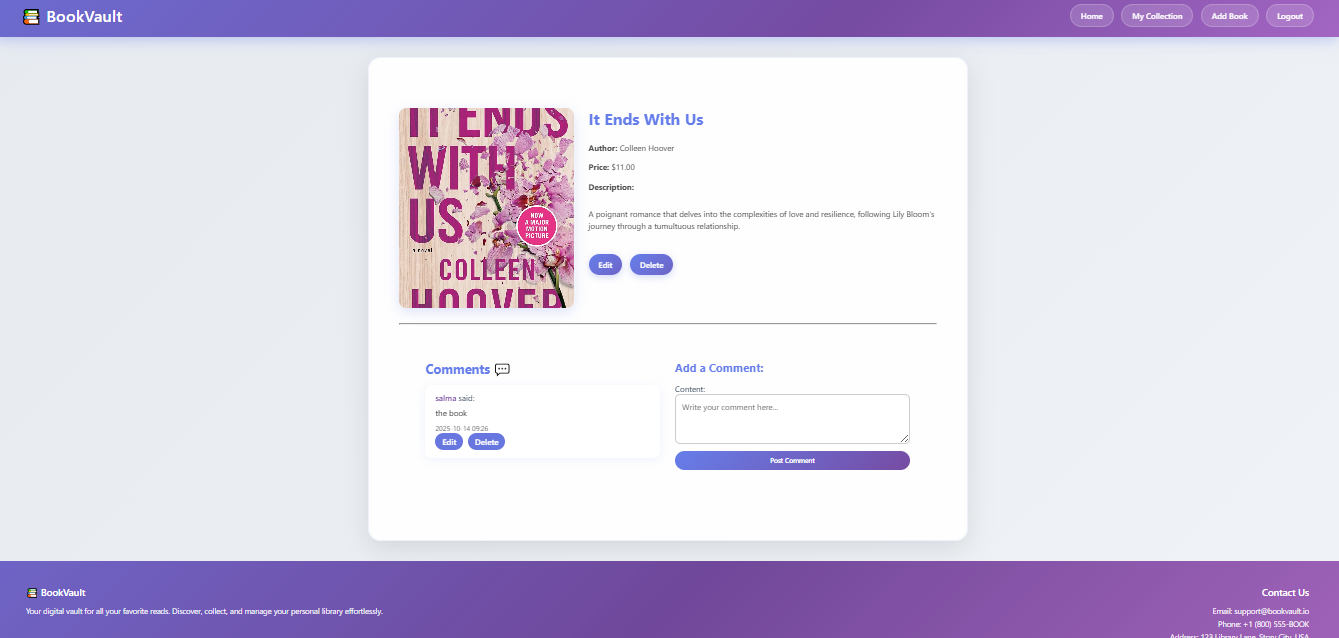 BookVault
Home
My Collection
Add Book
Logout
IT ENDS
WITH
US
a novel
NOW
A MAJOR
MOTION
PICTURE
COLLEEN
HOOVER
It Ends With Us
Author: Colleen Hoover
Price: $11.00
Description:
A poignant romance that delves into the complexities of love and resilience, following Lily Bloom's
journey through a tumultuous relationship.
Edit
Delete
Comments
salma said:
the book
2025-10-14 09:26
Edit
Delete
Add a Comment:
Content:
Write your comment here...
Post Comment
BookVault
Your digital vault for all your favorite reads. Discover, collect, and manage your personal library effortlessly.
Contact Us
Email: support@bookvault.io
Phone: +1 (800) 555-BOOK
Address: 123 Library Lane, Story City, USA